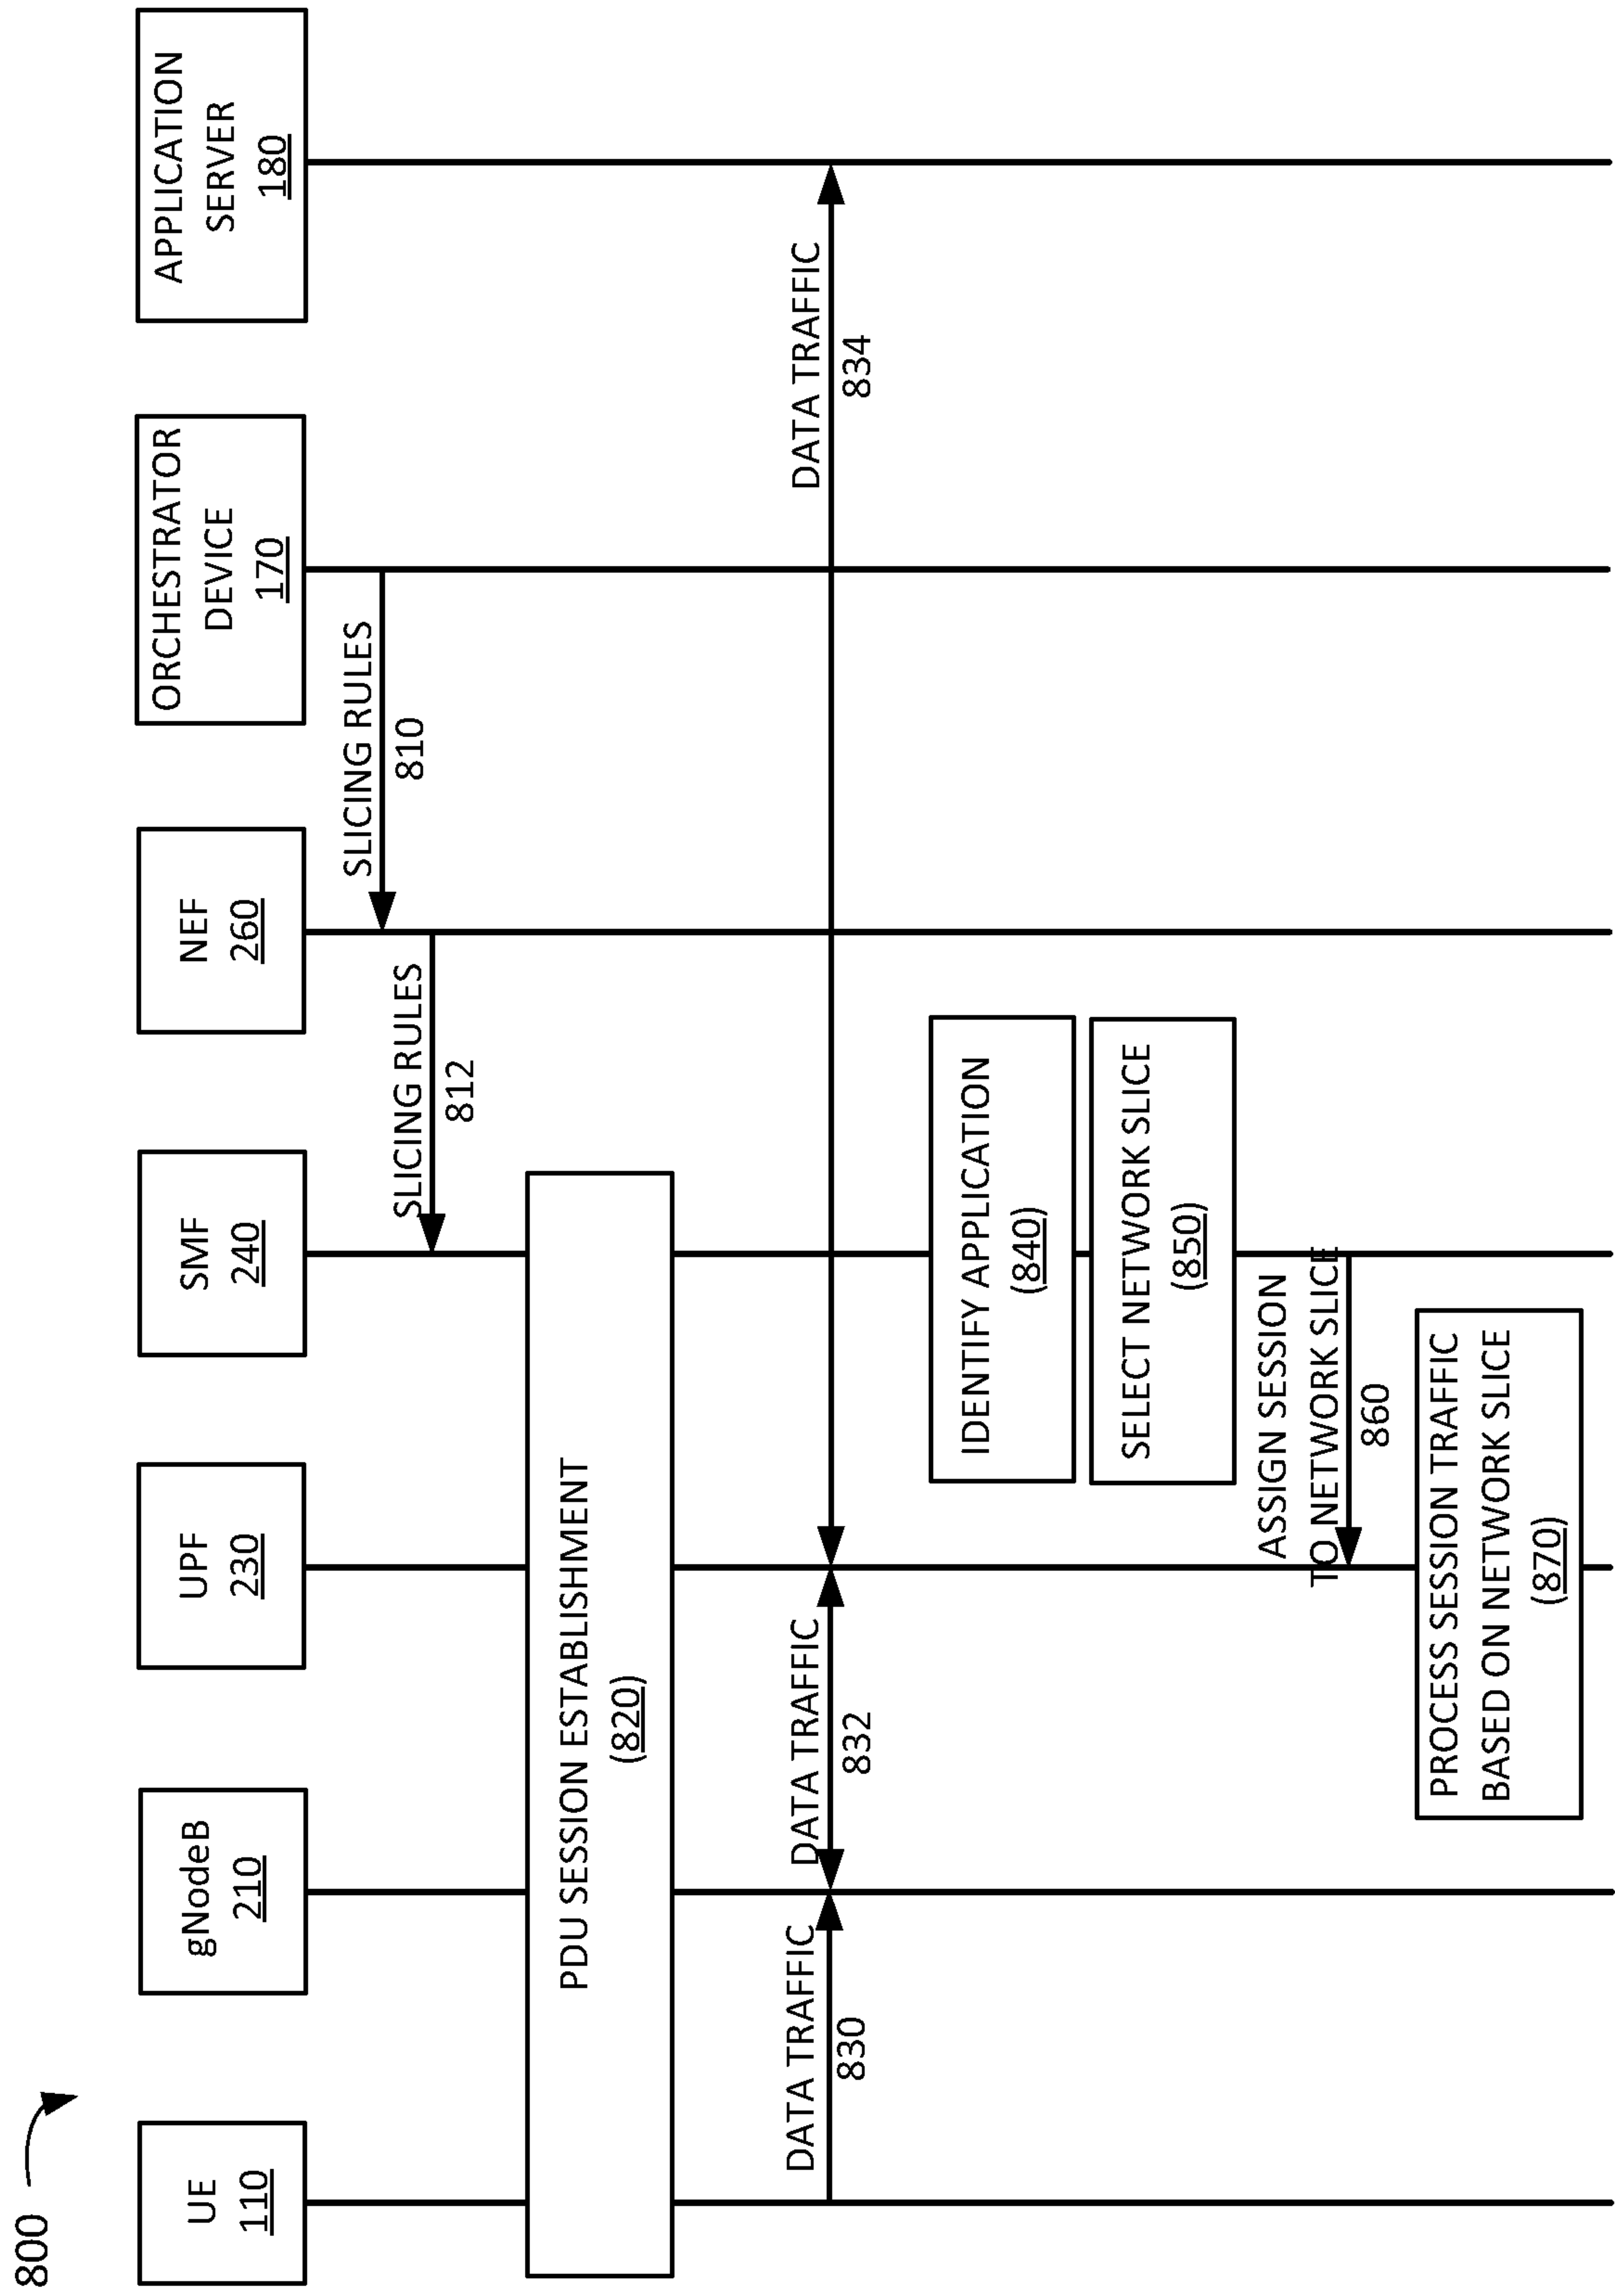 800
UE
110
gNodeB
210
UPF
230
SMF
240
NEF
260
ORCHESTRATOR
DEVICE
170
APPLICATION
SERVER
180
SLICING RULES
810
SLICING RULES
812
PDU SESSION ESTABLISHMENT
(820)
DATA TRAFFIC
830
DATA TRAFFIC
832
DATA TRAFFIC
834
IDENTIFY APPLICATION
(840)
SELECT NETWORK SLICE
(850)
ASSIGN SESSION
TO NETWORK SLICE
860
PROCESS SESSION TRAFFIC
BASED ON NETWORK SLICE
(870)